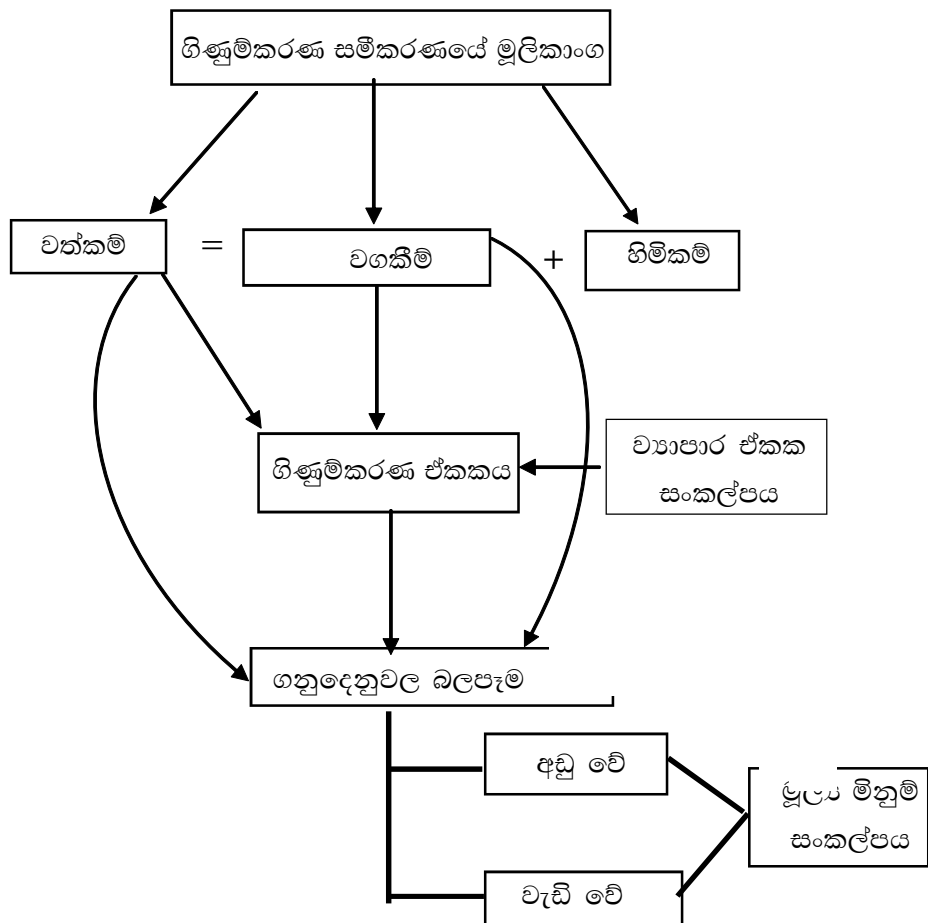 ගිණුම්කරණ සමීකරණයේ මූලිකාංග
වත්කම්
=
වගකීම්
+
හිමිකම්
ගිණුම්කරණ ඒකකය
ව්‍යාපාර ඒකක
සංකල්පය
ගනුදෙනුවල බලපෑම
අඩු වේ
මූල්‍ය මිනුම්
සංකල්පය
වැඩි වේ